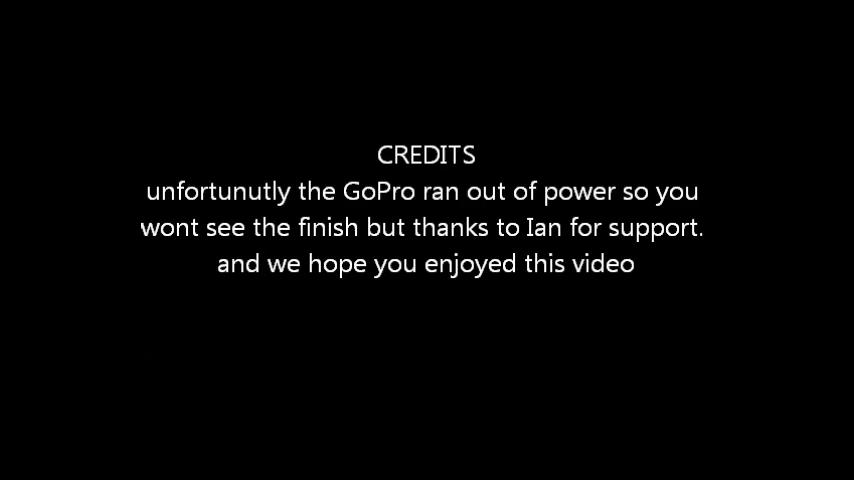 CREDITS
unfortunutly the GoPro ran out of power so you
wont see the finish but thanks to Ian for support.
and we hope you enjoyed this video